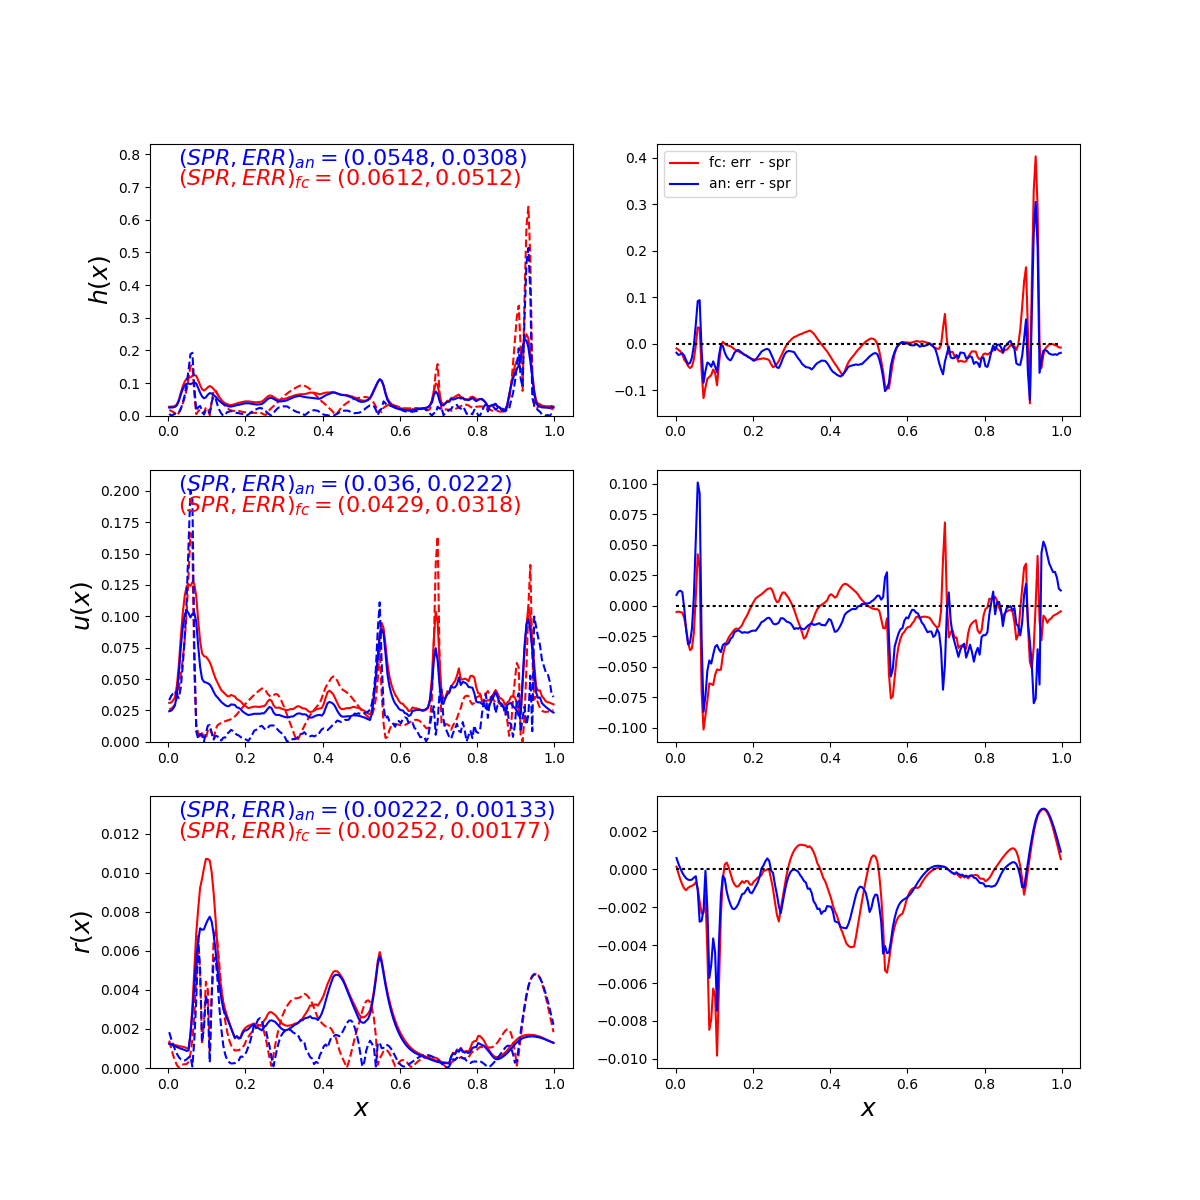 (SPR, ERR)an = (0.0548, 0.0308)
(SPR, ERR)fc = (0.0612, 0.0512)
h(x)
0.8
0.7
0.6
0.5
0.4
0.3
0.2
0.1
0.0
0.0 0.2 0.4 0.6 0.8 1.0
fc: err - spr
an: err - spr
0.4
0.3
0.2
0.1
0.0
−0.1
0.0 0.2 0.4 0.6 0.8 1.0
(SPR, ERR)an = (0.036, 0.0222)
(SPR, ERR)fc = (0.0429, 0.0318)
u(x)
0.200
0.175
0.150
0.125
0.100
0.075
0.050
0.025
0.000
0.0 0.2 0.4 0.6 0.8 1.0
0.100
0.075
0.050
0.025
0.000
−0.025
−0.050
−0.075
−0.100
0.0 0.2 0.4 0.6 0.8 1.0
(SPR, ERR)an = (0.00222, 0.00133)
(SPR, ERR)fc = (0.00252, 0.00177)
r(x)
0.012
0.010
0.008
0.006
0.004
0.002
0.000
0.0 0.2 0.4 0.6 0.8 1.0
x
0.002
0.000
−0.002
−0.004
−0.006
−0.008
−0.010
0.0 0.2 0.4 0.6 0.8 1.0
x